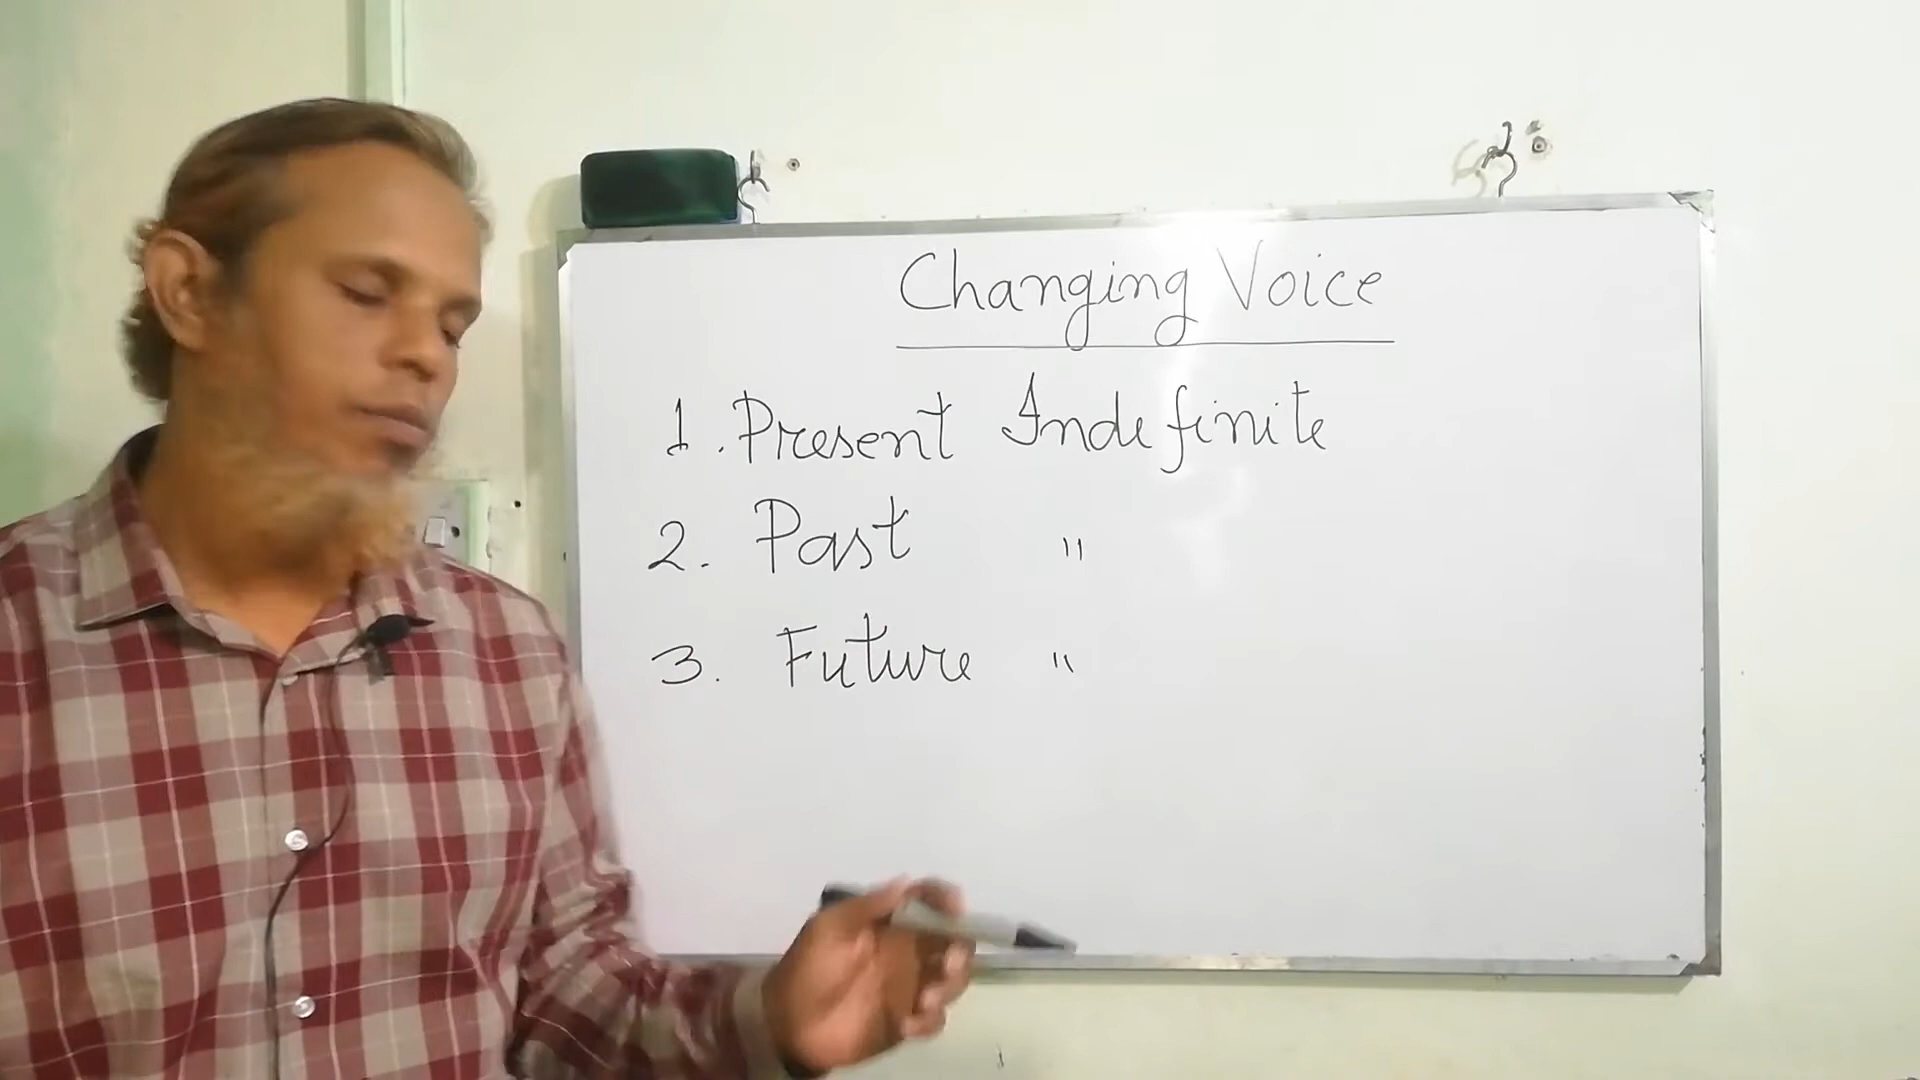 Changing Voice
1. Present Indefinite
2. Past "
3. Future "